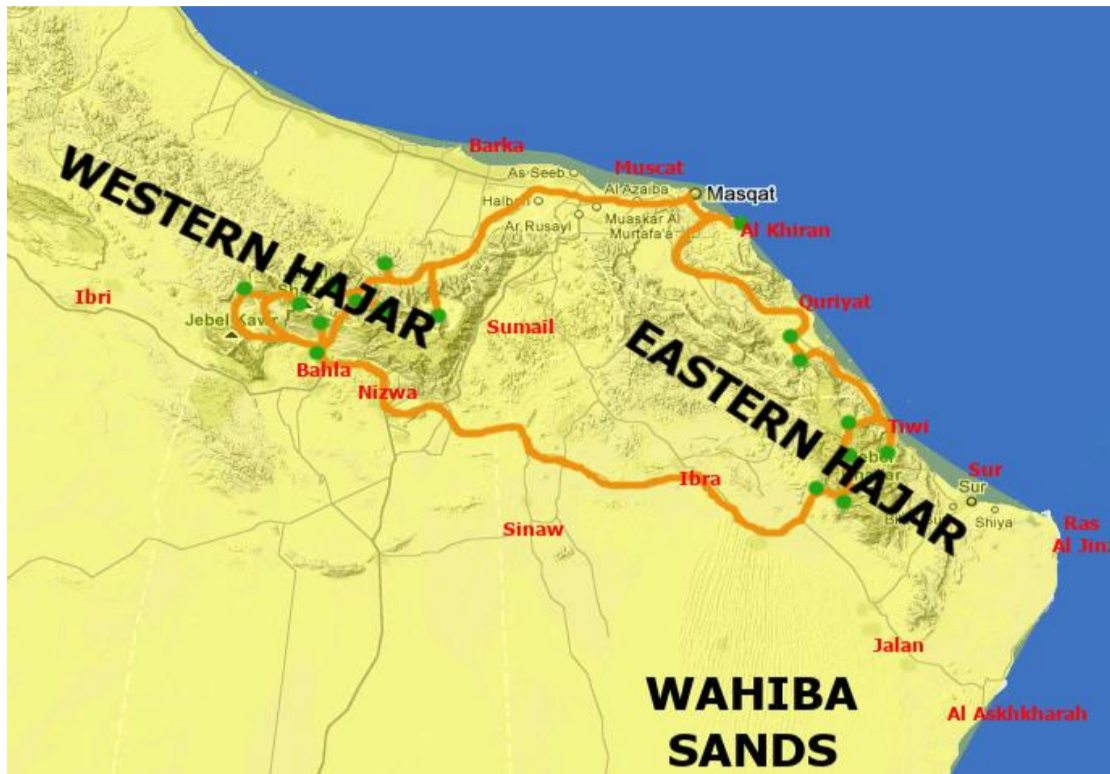 Barka
WESTERN HAJAR
As Seeb
Muscat
Al Azaiba
Masqat
Halban
Ar Rusayl
Muaskar Al
Murtafa'a
Al Khiran
Ibri
Jebel Kawr
Sumail
Quriyat
EASTERN HAJAR
Bahla
Nizwa
Tiwi
Ibra
Sur
Sur
Shiya
Ras
Al Jinz
Sinaw
Jalan
WAHIBA
SANDS
Al Askhkharah